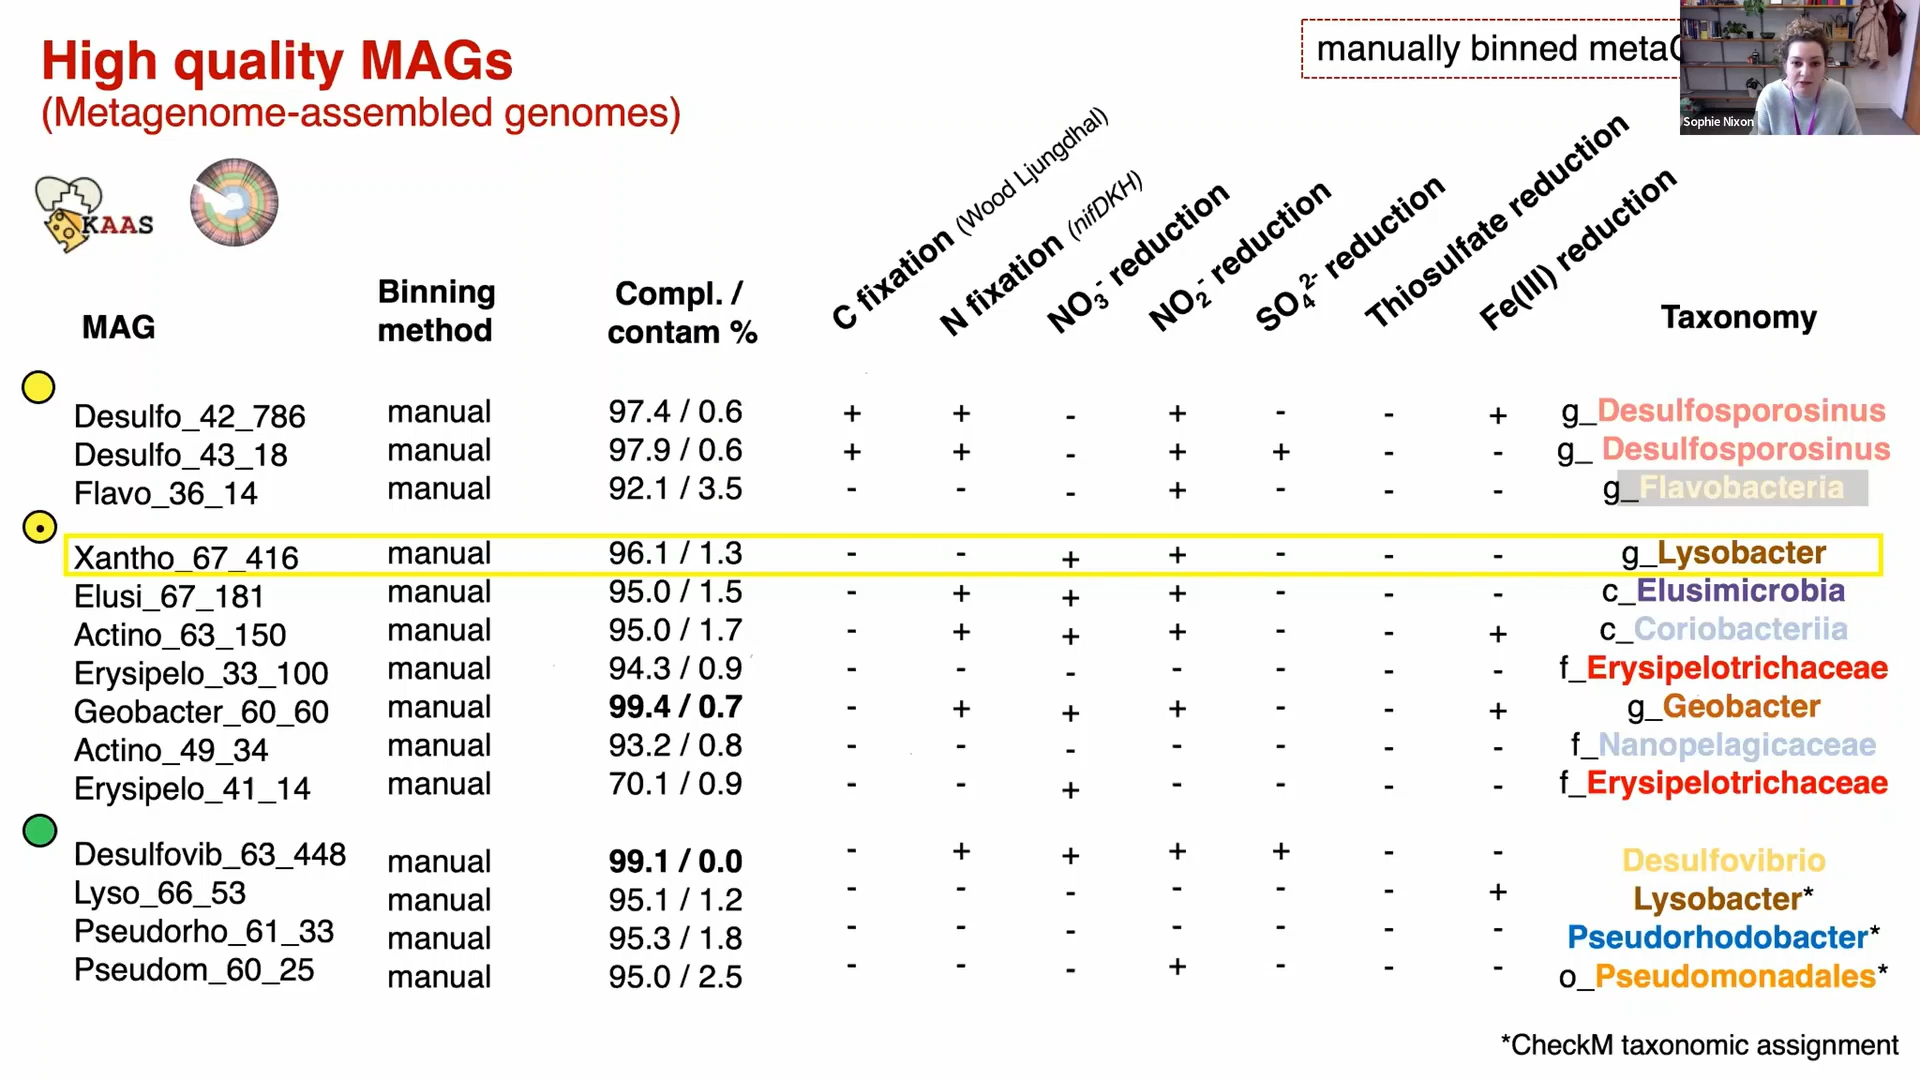 High quality MAGs
(Metagenome-assembled genomes)
manually binned meta
Sophie Nixon
KAAS
MAG
Binning method
Compl. / contam %
C fixation (Wood Ljungdhal)
N fixation (nifDKH)
NO3- reduction
NO2- reduction
SO42- reduction
Thiosulfate reduction
Fe(III) reduction
Taxonomy
Desulfo_42_786 manual 97.4 / 0.6 + + - + - - + g_Desulfosporosinus
Desulfo_43_18 manual 97.9 / 0.6 + + - + + - - g_ Desulfosporosinus
Flavo_36_14 manual 92.1 / 3.5 - - - + - - - g_Flavobacteria
Xantho_67_416 manual 96.1 / 1.3 - - + + - - - g_Lysobacter
Elusi_67_181 manual 95.0 / 1.5 - + + + - - - c_Elusimicrobia
Actino_63_150 manual 95.0 / 1.7 - + + + - - + c_Coriobacteriia
Erysipelo_33_100 manual 94.3 / 0.9 - - - - - - - f_Erysipelotrichaceae
Geobacter_60_60 manual 99.4 / 0.7 - + + + - - + g_Geobacter
Actino_49_34 manual 93.2 / 0.8 - - - - - - - f_Nanopelagicaceae
Erysipelo_41_14 manual 70.1 / 0.9 - - + - - - - f_Erysipelotrichaceae
Desulfovib_63_448 manual 99.1 / 0.0 - + + + + - - Desulfovibrio
Lyso_66_53 manual 95.1 / 1.2 - - - - - - + Lysobacter*
Pseudorho_61_33 manual 95.3 / 1.8 - - - - - - - Pseudorhodobacter*
Pseudom_60_25 manual 95.0 / 2.5 - - - + - - - o_Pseudomonadales*
*CheckM taxonomic assignment